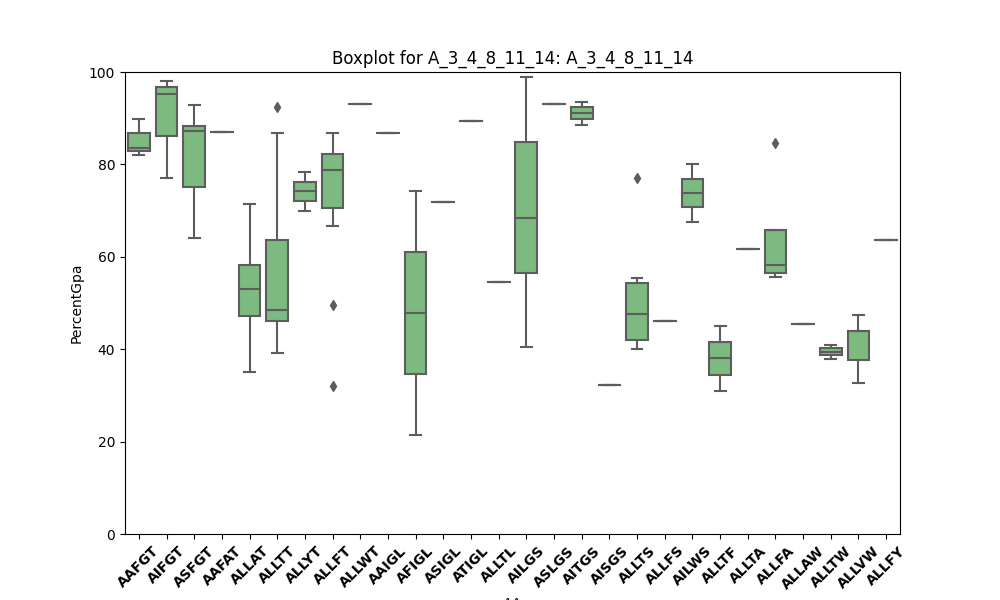 Boxplot for A_3_4_8_11_14: A_3_4_8_11_14
PercentGpa
100
80
60
40
20
0
AAFGT AIFGT ASFGT AAFAT ALLAT ALLTT ALLYT ALLFT ALLWT AAIGL AFIGL ASIGL ATIGL ALLTL AILGS ASLGS AITGS AISGS ALLTS ALLFS AILWS ALLTF ALLTA ALLFA ALLAW ALLTW ALLVW ALLFY